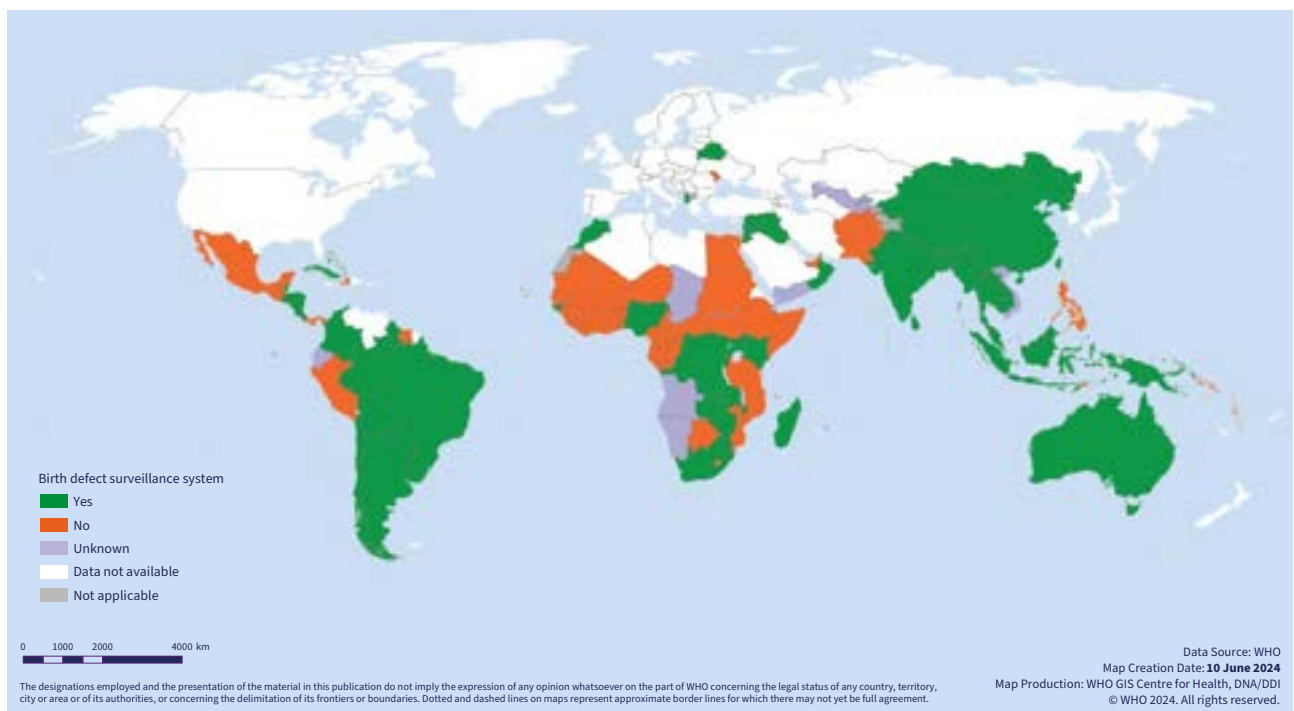 Birth defect surveillance system
Yes
No
Unknown
Data not available
Not applicable
0 1000 2000 4000 km
Data Source: WHO
Map Creation Date: 10 June 2024
Map Production: WHO GIS Centre for Health, DNA/DDI
© WHO 2024. All rights reserved.
The designations employed and the presentation of the material in this publication do not imply the expression of any opinion whatsoever on the part of WHO concerning the legal status of any country, territory,
city or area or of its authorities, or concerning the delimitation of its frontiers or boundaries. Dotted and dashed lines on maps represent approximate border lines for which there may not yet be full agreement.